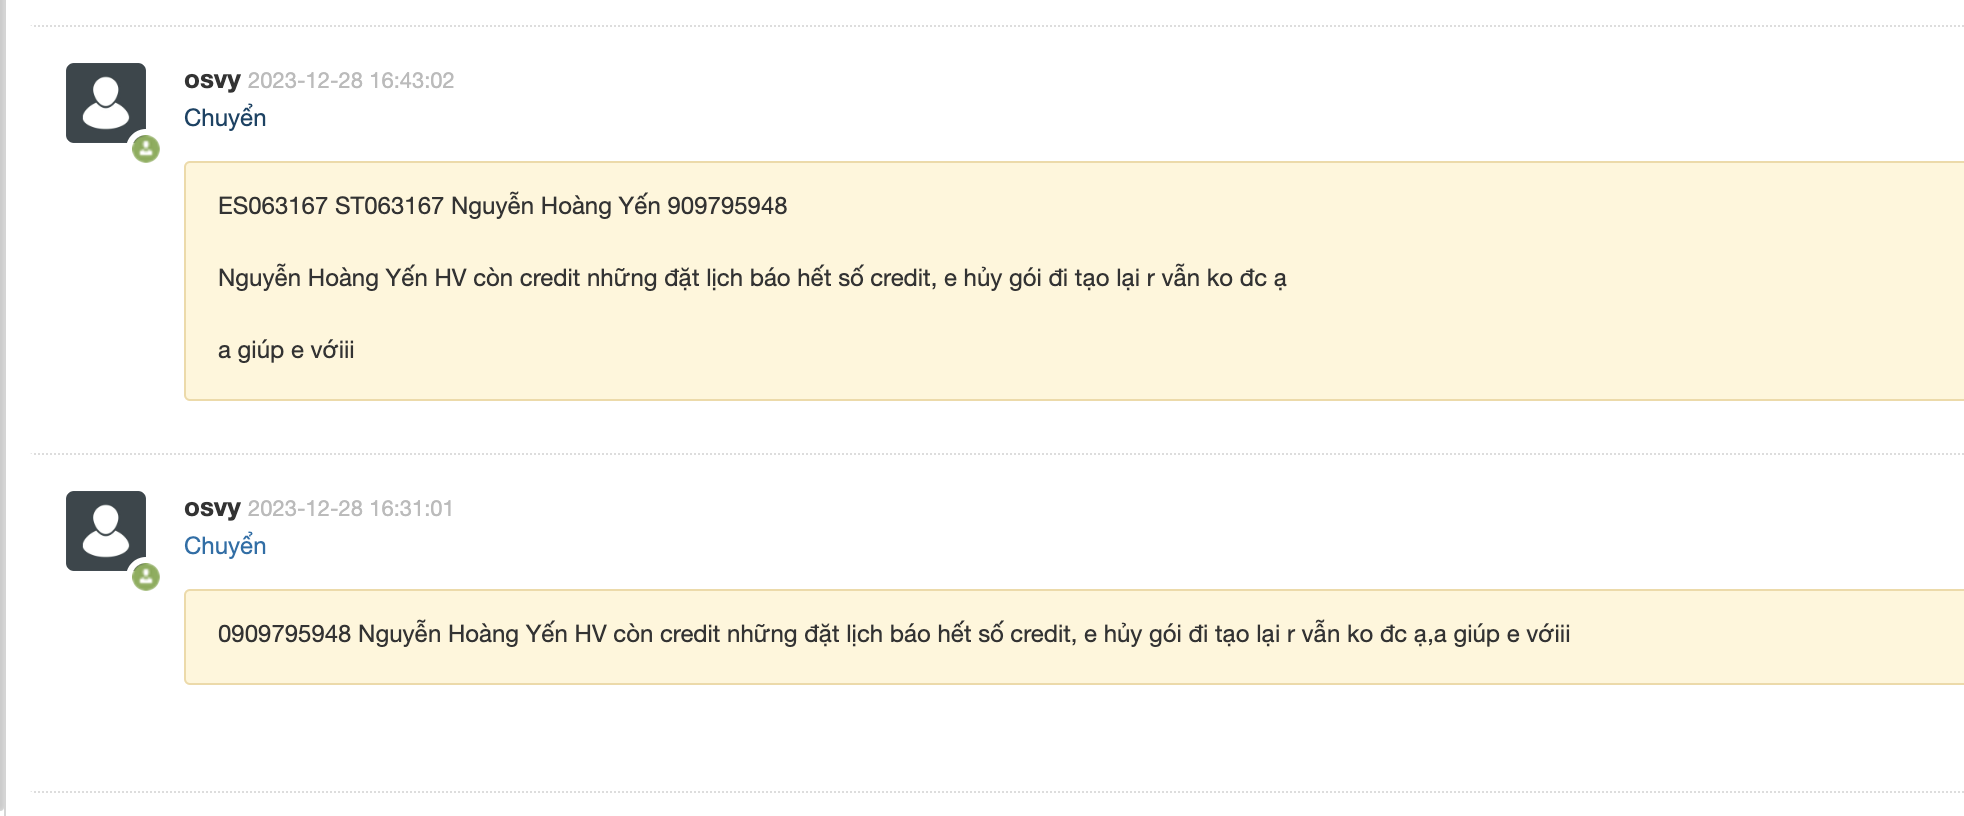 osvy 2023-12-28 16:43:02
Chuyển
ES063167 ST063167 Nguyễn Hoàng Yến 909795948
Nguyễn Hoàng Yến HV còn credit những đặt lịch báo hết số credit, e hủy gói đi tạo lại r vẫn ko đc ạ
a giúp e vớiii
osvy 2023-12-28 16:31:01
Chuyển
0909795948 Nguyễn Hoàng Yến HV còn credit những đặt lịch báo hết số credit, e hủy gói đi tạo lại r vẫn ko đc ạ,a giúp e vớiii